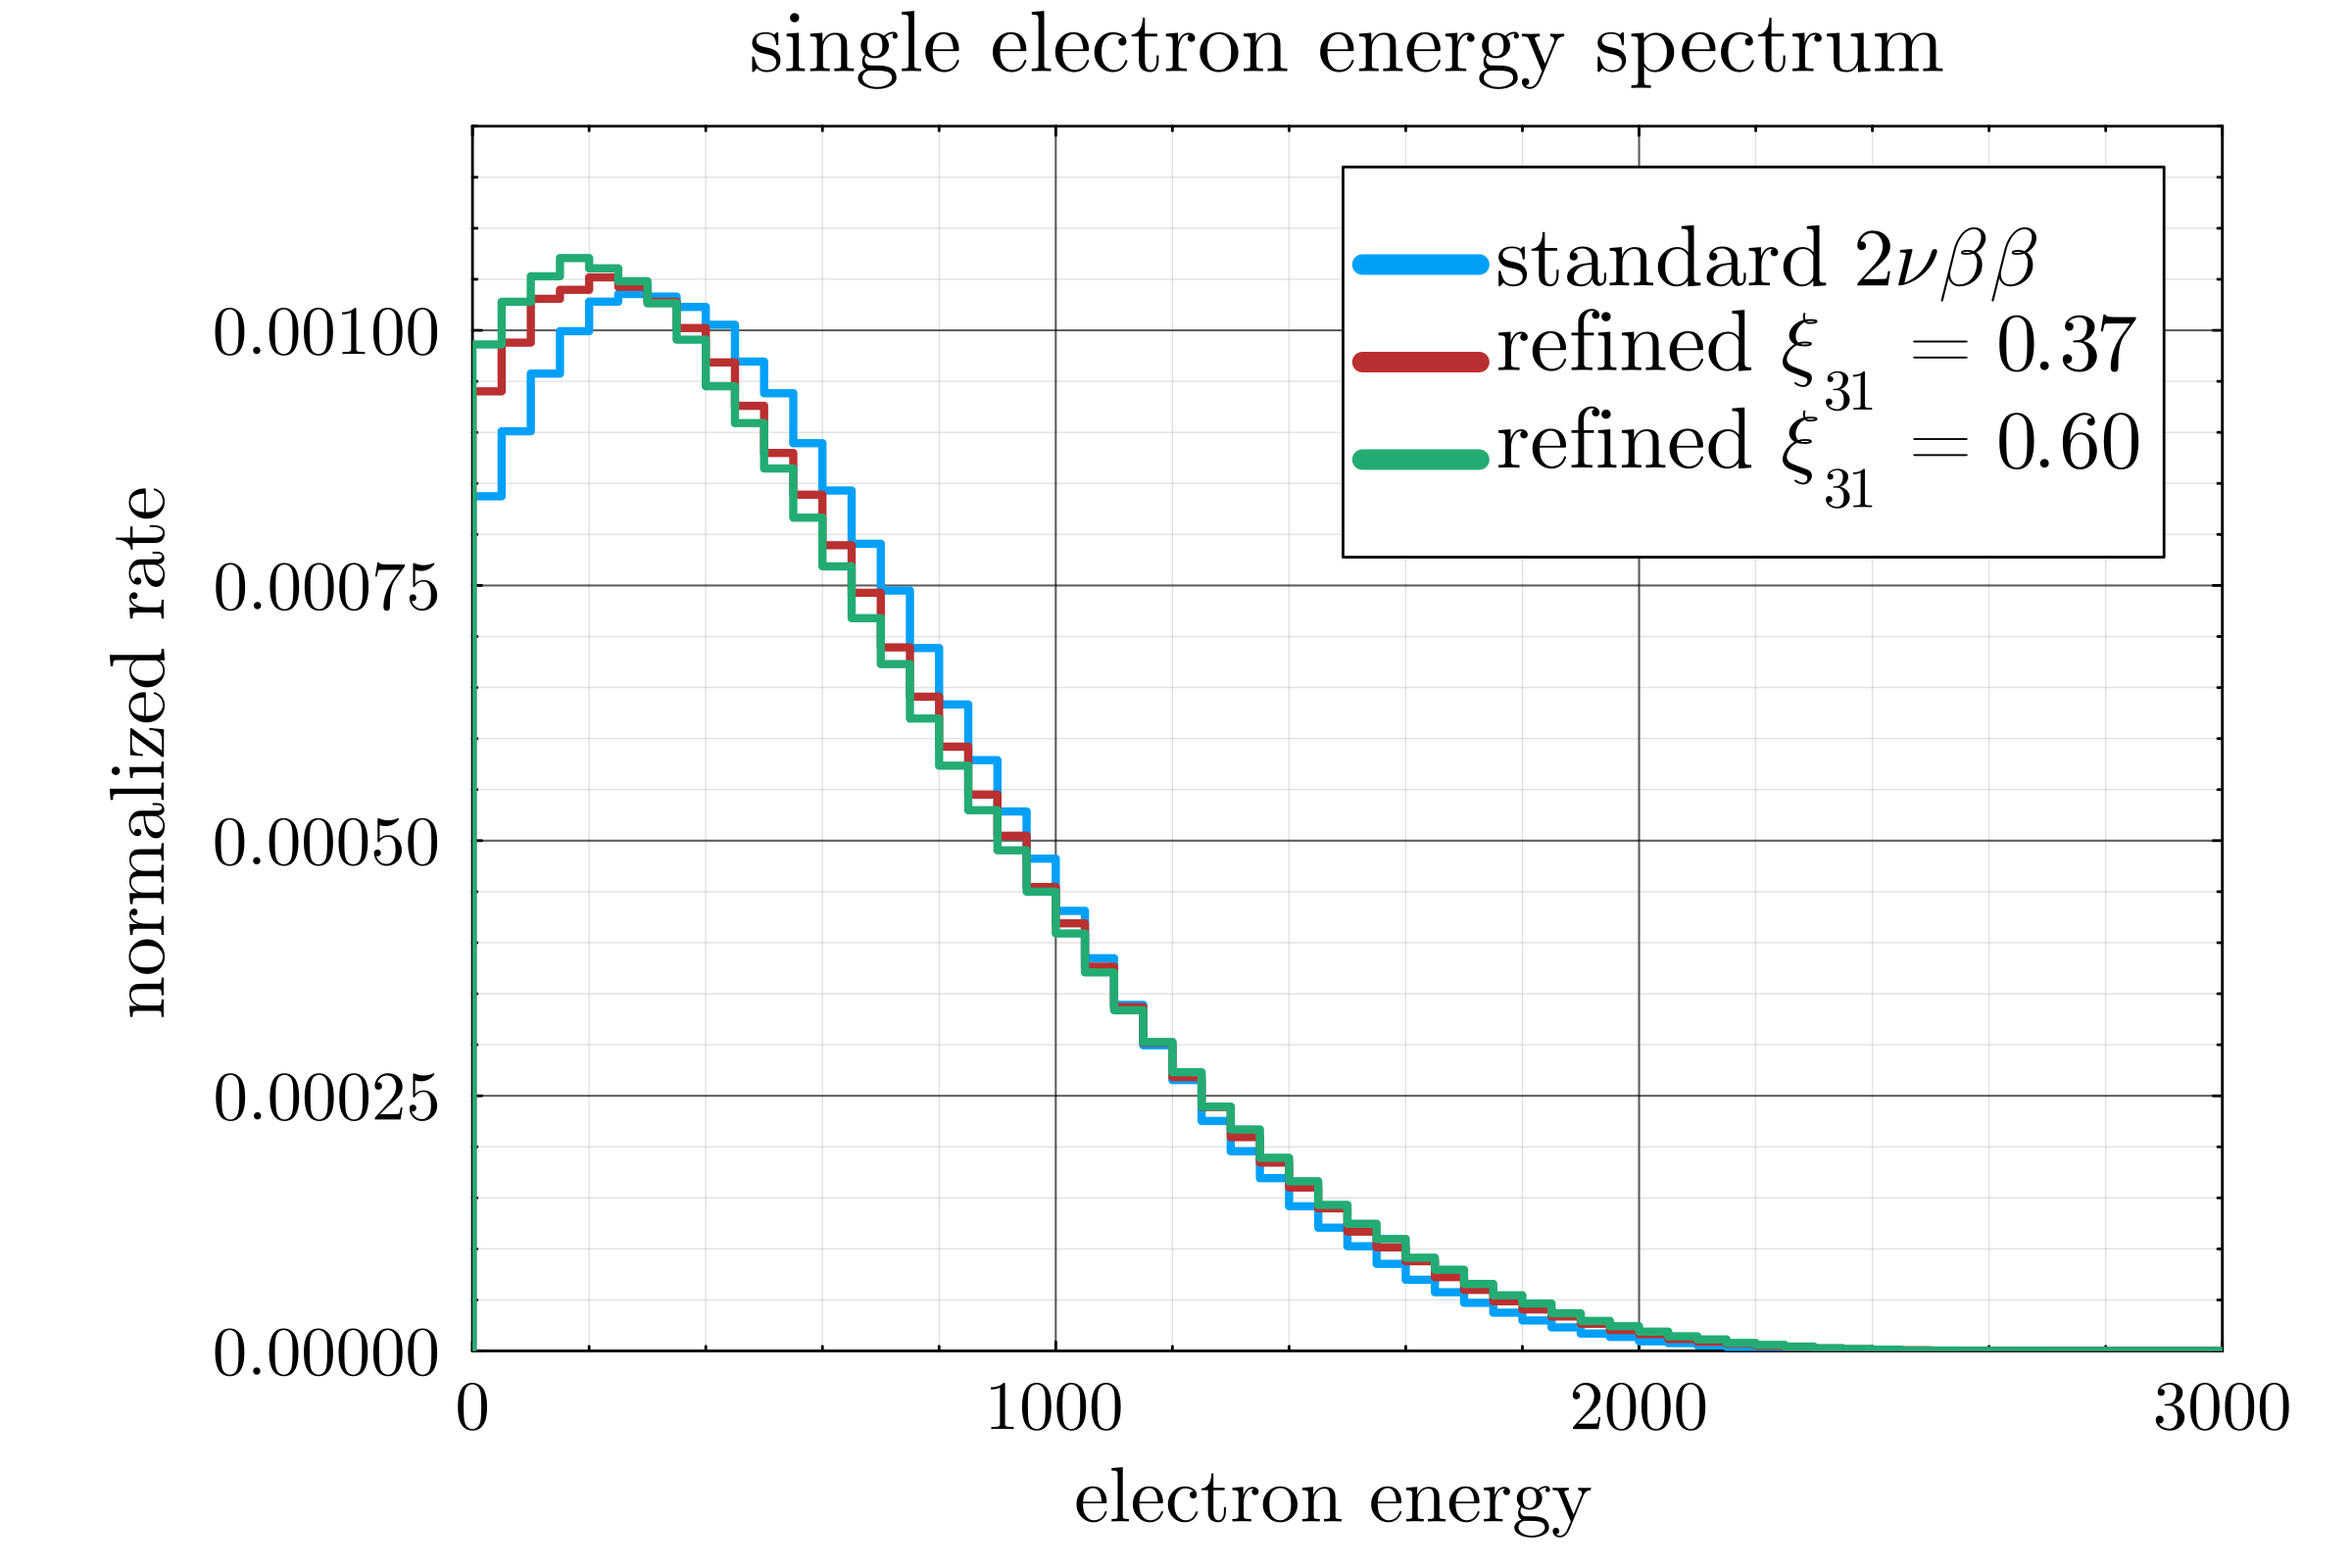 single electron energy spectrum
standard 2νββ
refined ξ₃₁ = 0.37
refined ξ₃₁ = 0.60
normalized rate
0.00100
0.00075
0.00050
0.00025
0.00000
0 1000 2000 3000
electron energy